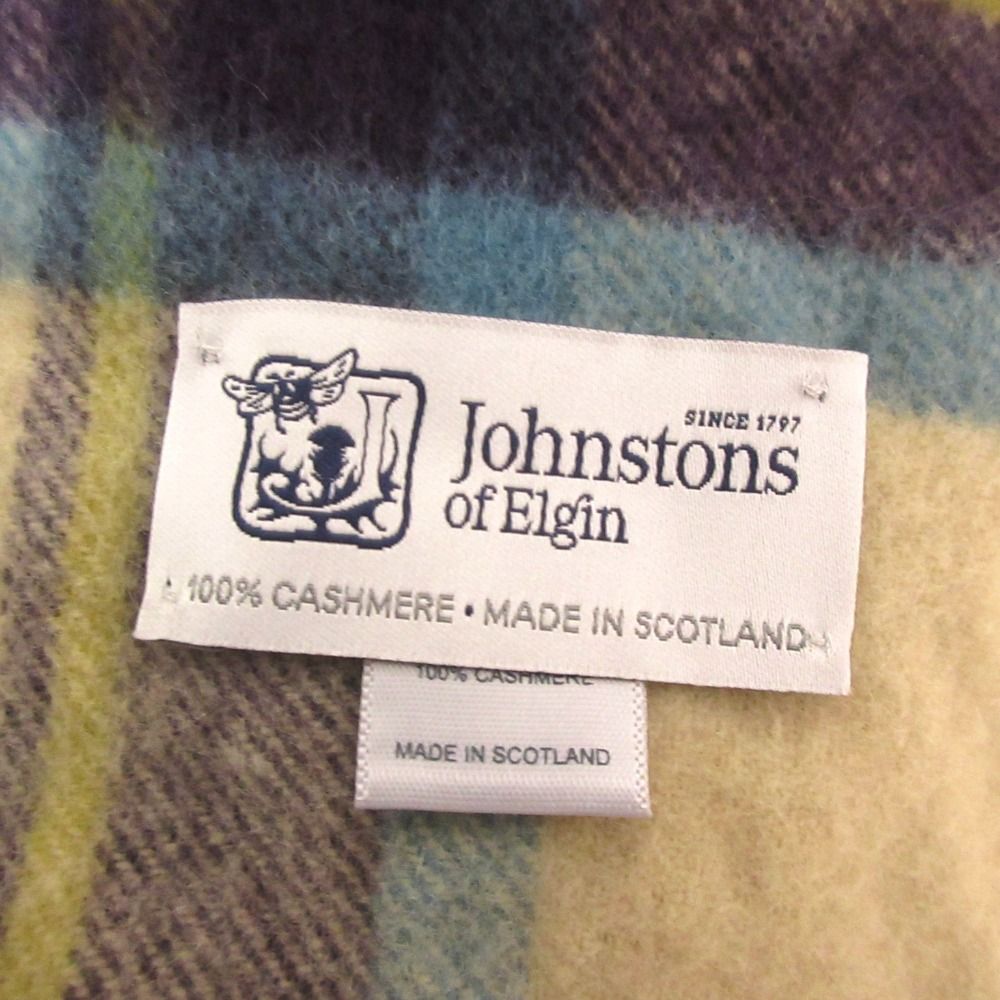 SINCE 1797
Johnstons
of Elgin
100% CASHMERE • MADE IN SCOTLAND
100% CASHMERE
MADE IN SCOTLAND